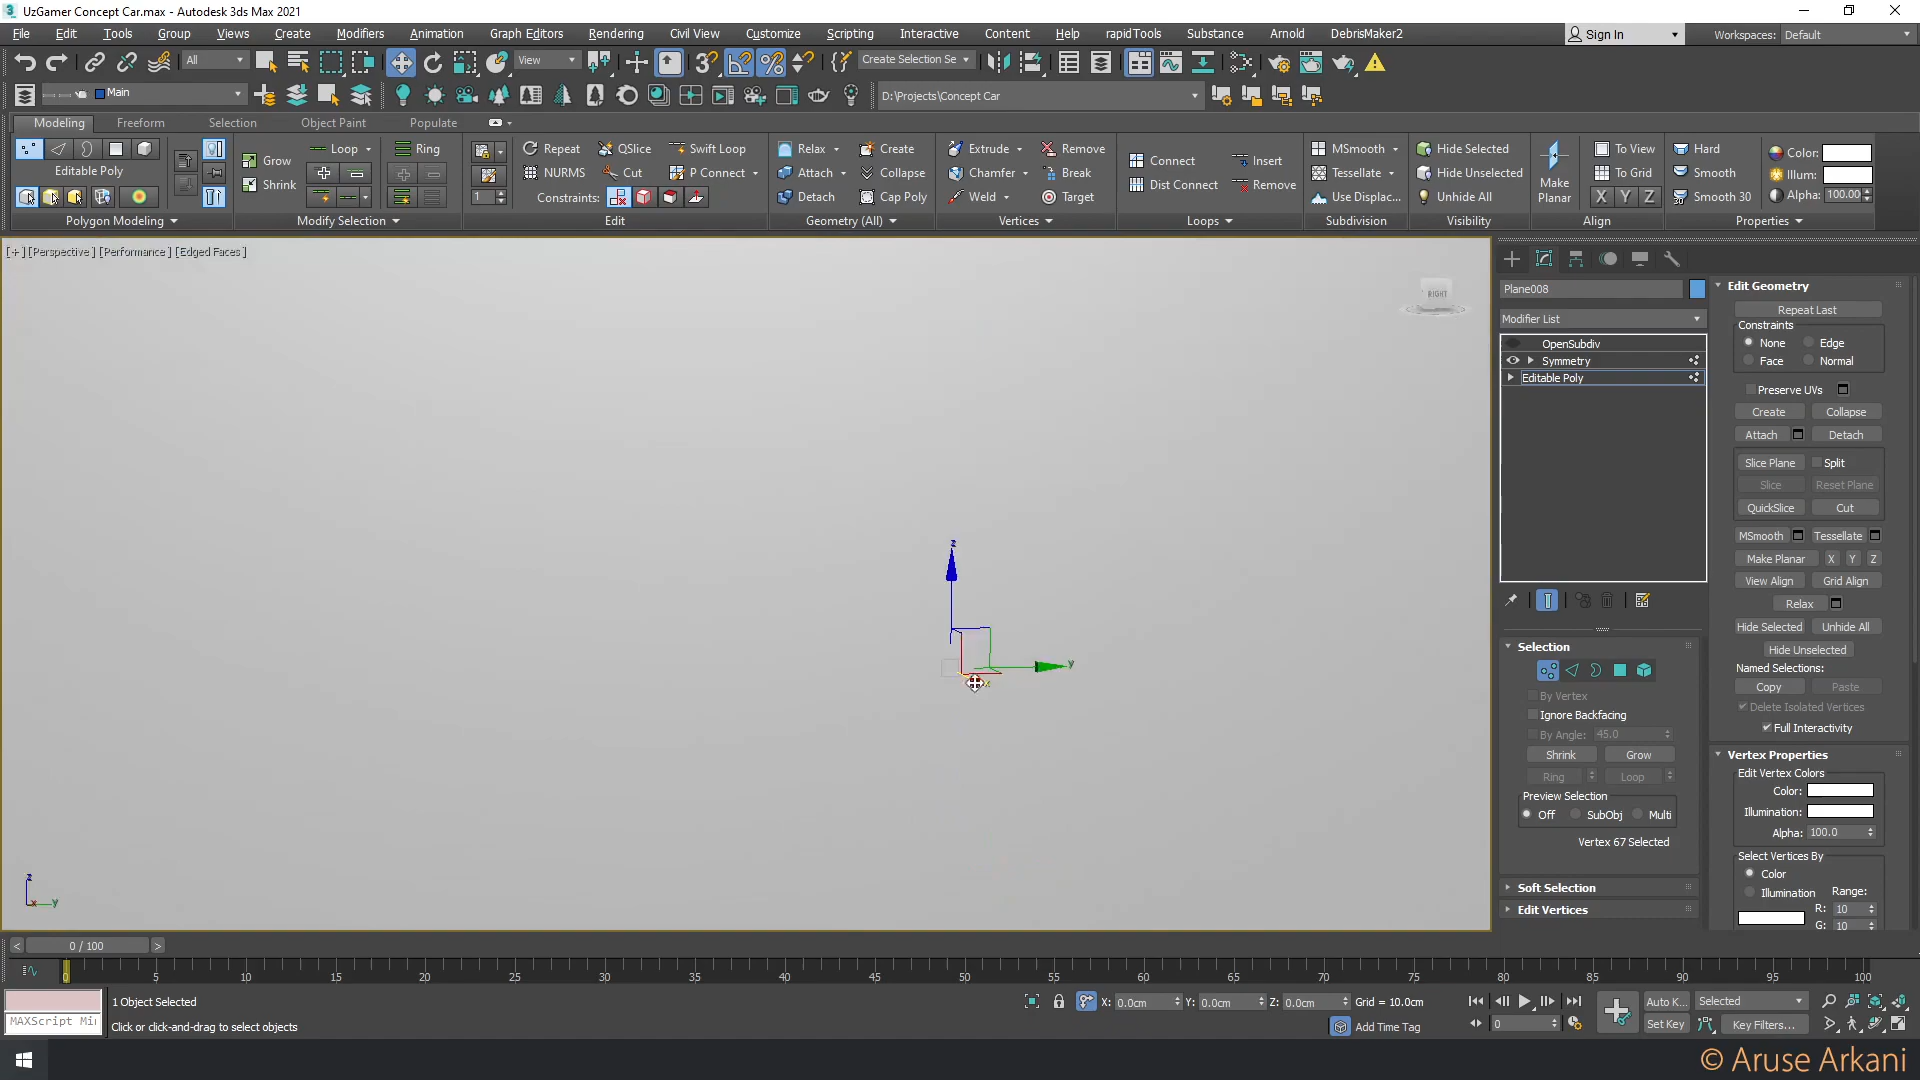 UzGamer Concept Car.max - Autodesk 3ds Max 2021
File Edit Tools Group Views Create Modifiers Animation Graph Editors Rendering Civil View Customize Scripting Interactive Content Help rapidTools Substance Arnold DebrisMaker2 Sign In Workspaces: Default
All View Create Selection Se
Main D:\Projects\Concept Car
Modeling Freeform Selection Object Paint Populate
Loop Ring Repeat QSlice Swift Loop Relax Create Extrude Remove MSmooth Hide Selected To View Hard Color:
Grow Connect Insert
Editable Poly NURMS Cut P Connect Attach Collapse Chamfer Break Tessellate Hide Unselected To Grid Smooth Illum:
Shrink Dist Connect Remove Make Planar
1 Constraints: Detach Cap Poly Weld Target Use Displac... Unhide All X Y Z Smooth 30 Alpha: 100.00
Polygon Modeling Modify Selection Edit Geometry (All) Vertices Loops Subdivision Visibility Align Properties
[+] [Perspective] [Performance] [Edged Faces]
RIGHT
Plane008
Modifier List
OpenSubdiv
Symmetry
Editable Poly
Selection
By Vertex
Ignore Backfacing
By Angle: 45.0
Shrink Grow
Ring Loop
Preview Selection
Off SubObj Multi
Vertex 67 Selected
Soft Selection
Edit Vertices
Edit Geometry
Repeat Last
Constraints
None Edge
Face Normal
Preserve UVs
Create Collapse
Attach Detach
Slice Plane Split
Slice Reset Plane
QuickSlice Cut
MSmooth Tessellate
Make Planar X Y Z
View Align Grid Align
Relax
Hide Selected Unhide All
Hide Unselected
Named Selections:
Copy Paste
Delete Isolated Vertices
Full Interactivity
Vertex Properties
Edit Vertex Colors
Color:
Illumination:
Alpha: 100.0
Select Vertices By
Color
Illumination Range:
R: 10
G: 10
z
y
x
z
x y
< 0 / 100 >
0 5 10 15 20 25 30 35 40 45 50 55 60 65 70 75 80 85 90 95 100
1 Object Selected X: 0.0cm Y: 0.0cm Z: 0.0cm Grid = 10.0cm Auto K... Selected
MAXScript Mi Click or click-and-drag to select objects Add Time Tag 0 Set Key Key Filters...
© Aruse Arkani